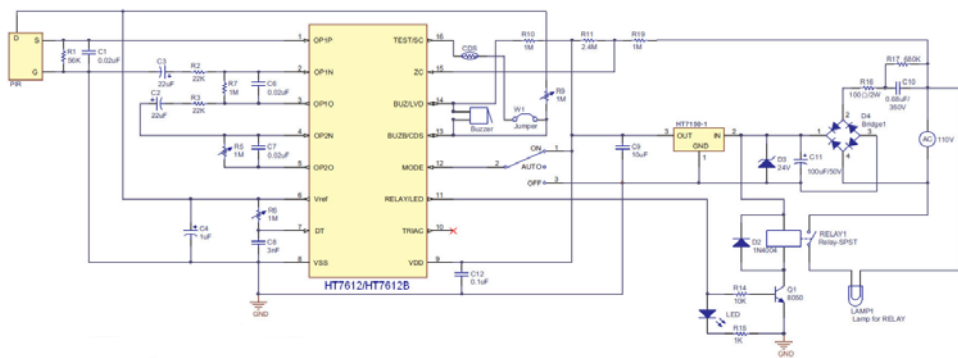 D
S
G
PIR
R1
56K
C1
0.02uF
C3
22uF
R2
22K
R7
1M
C6
0.02uF
C2
22uF
R3
22K
R5
1M
C7
0.02uF
R6
1M
C4
1uF
C8
3nF
GND
1
2
3
4
5
6
7
8
OP1P
OP1N
OP1O
OP2N
OP2O
Vref
DT
VSS
TEST/SC
ZC
BUZ/LVD
BUZB/CDS
MODE
RELAY/LED
TRIAC
VDD
16
15
14
13
12
11
10
9
HT7612/HT7612B
CDS
Buzzer
W1
Jumper
R9
1M
R10
1M
R11
2.4M
R19
1M
ON
AUTO
OFF
1
2
3
C12
0.1uF
C9
10uF
HT7130-1
OUT
IN
GND
3
2
1
D3
24V
C11
100uF/50V
R17
680K
R16
100Ω/2W
C10
0.68uF/
350V
D4
Bridge1
1
2
3
4
AC
110V
D2
1N4004
RELAY1
Relay-SPST
R14
10K
Q1
8050
LED
R15
1K
GND
LAMP1
Lamp for RELAY